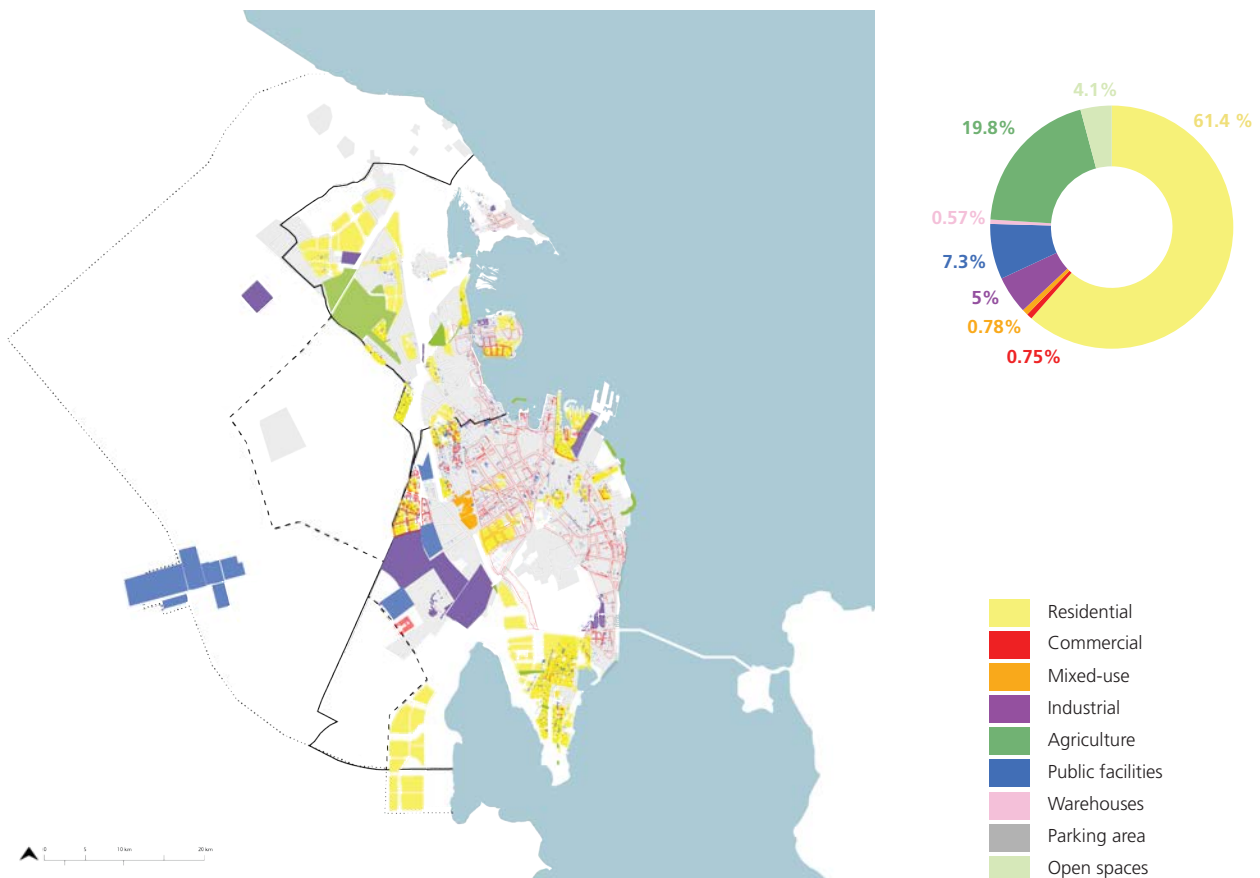 4.1%
61.4 %
19.8%
0.57%
7.3%
5%
0.78%
0.75%
Residential
Commercial
Mixed-use
Industrial
Agriculture
Public facilities
Warehouses
Parking area
Open spaces
0 5 10 km 20 km